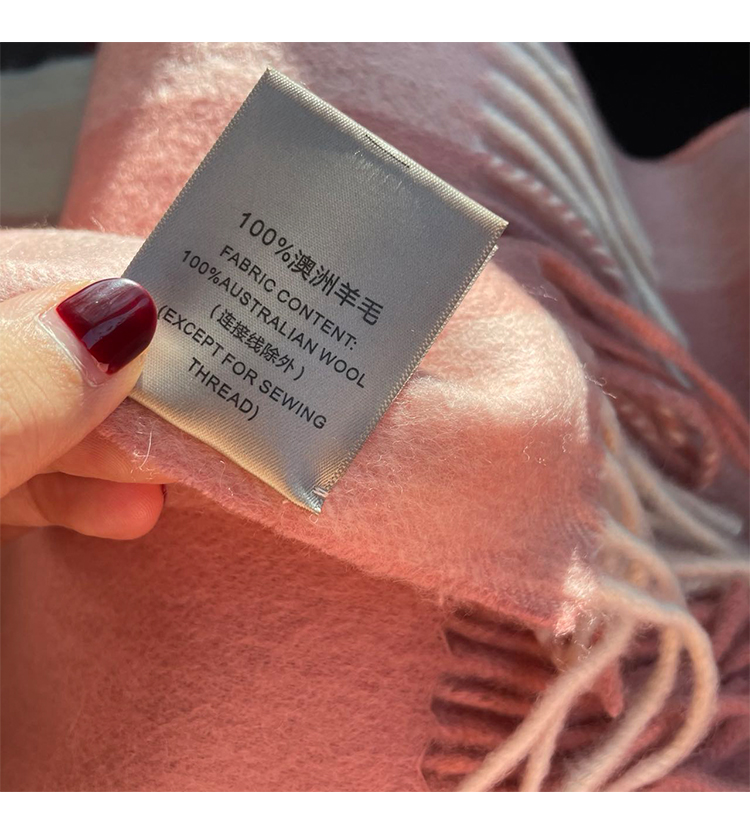 100%澳洲羊毛
FABRIC CONTENT:
100%AUSTRALIAN WOOL
(连接线除外)
(EXCEPT FOR SEWING
THREAD)